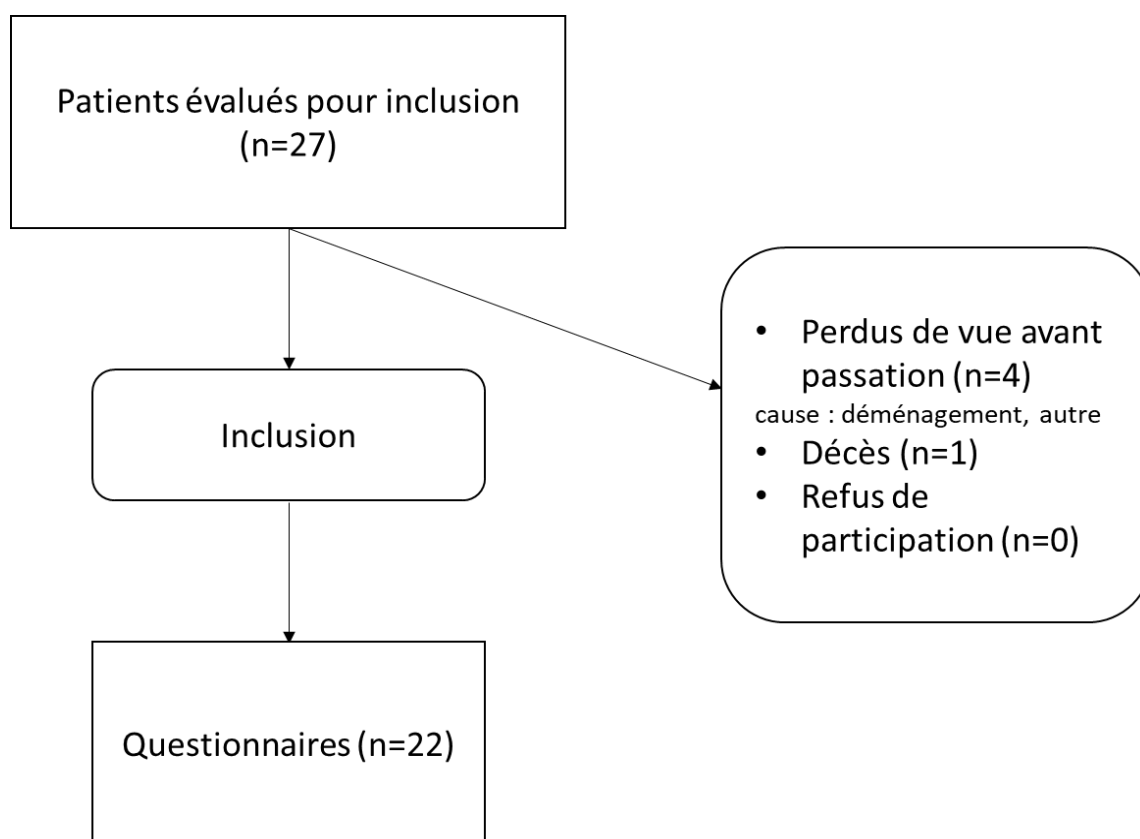 Patients évalués pour inclusion
(n=27)
• Perdus de vue avant
passation (n=4)
cause : déménagement, autre
• Décès (n=1)
• Refus de
participation (n=0)
Inclusion
Questionnaires (n=22)